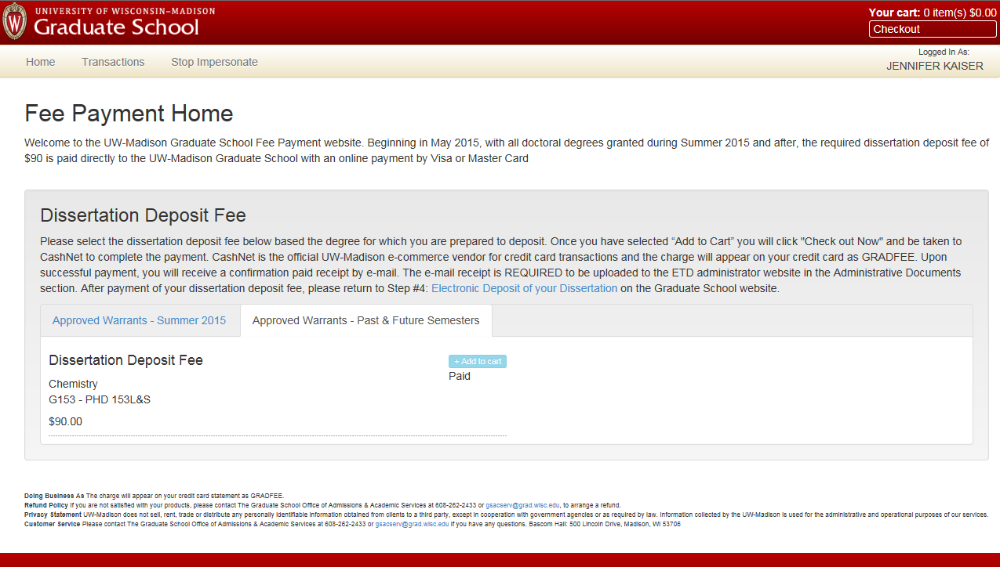 UNIVERSITY OF WISCONSIN–MADISON
Graduate School
Your cart: 0 item(s) $0.00
Checkout
Home Transactions Stop Impersonate
Logged In As:
JENNIFER KAISER
Fee Payment Home
Welcome to the UW-Madison Graduate School Fee Payment website. Beginning in May 2015, with all doctoral degrees granted during Summer 2015 and after, the required dissertation deposit fee of
$90 is paid directly to the UW-Madison Graduate School with an online payment by Visa or Master Card
Dissertation Deposit Fee
Please select the dissertation deposit fee below based the degree for which you are prepared to deposit. Once you have selected “Add to Cart” you will click "Check out Now" and be taken to
CashNet to complete the payment. CashNet is the official UW-Madison e-commerce vendor for credit card transactions and the charge will appear on your credit card as GRADFEE. Upon
successful payment, you will receive a confirmation paid receipt by e-mail. The e-mail receipt is REQUIRED to be uploaded to the ETD administrator website in the Administrative Documents
section. After payment of your dissertation deposit fee, please return to Step #4: Electronic Deposit of your Dissertation on the Graduate School website.
Approved Warrants - Summer 2015 Approved Warrants - Past & Future Semesters
Dissertation Deposit Fee
+ Add to cart
Paid
Chemistry
G153 - PHD 153L&S
$90.00
Doing Business As The charge will appear on your credit card statement as GRADFEE.
Refund Policy If you are not satisfied with your products, please contact The Graduate School Office of Admissions & Academic Services at 608-262-2433 or gsacserv@grad.wisc.edu, to arrange a refund.
Privacy Statement UW-Madison does not sell, rent, trade or distribute any personally identifiable information obtained from clients to a third party, except in cooperation with government agencies or as required by law. Information collected by the UW-Madison is used for the administrative and operational purposes of our services.
Customer Service Please contact The Graduate School Office of Admissions & Academic Services at 608-262-2433 or gsacserv@grad.wisc.edu if you have any questions. Bascom Hall: 500 Lincoln Drive, Madison, WI 53706